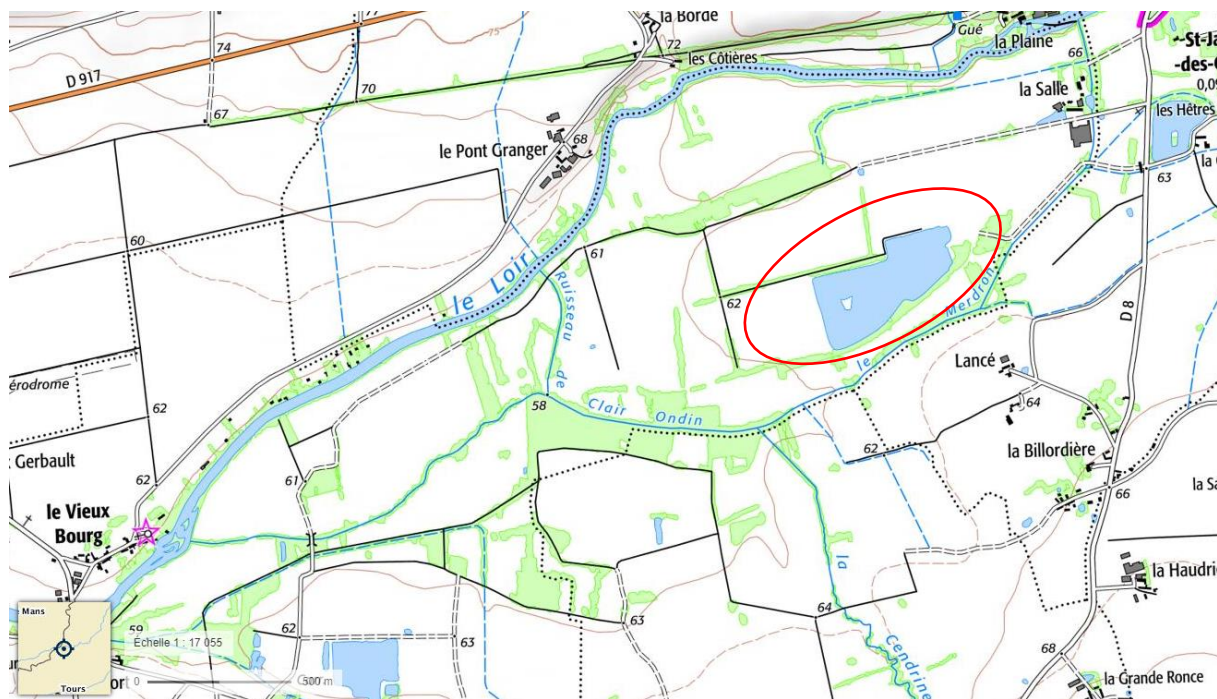 la Borde
77
74
75
D 917
72
les Côtières
Gué
la Plaine
66
St-Ja
-des-G
0,09
70
67
la Salle
les Hêtres
le Pont Granger
68
63
60
61
le Loir
Ruisseau de Clair Ondin
62
le Merdron
D 8
Lancé
érodrome
62
58
64
Gerbault
62
61
62
la Billordière
66
la Sa
le Vieux
Bourg
la Cendrine
la Haudri
64
Mans
59
Échelle 1 : 17 055
62
63
63
0
300 m
Tours
ort
68
la Grande Ronce